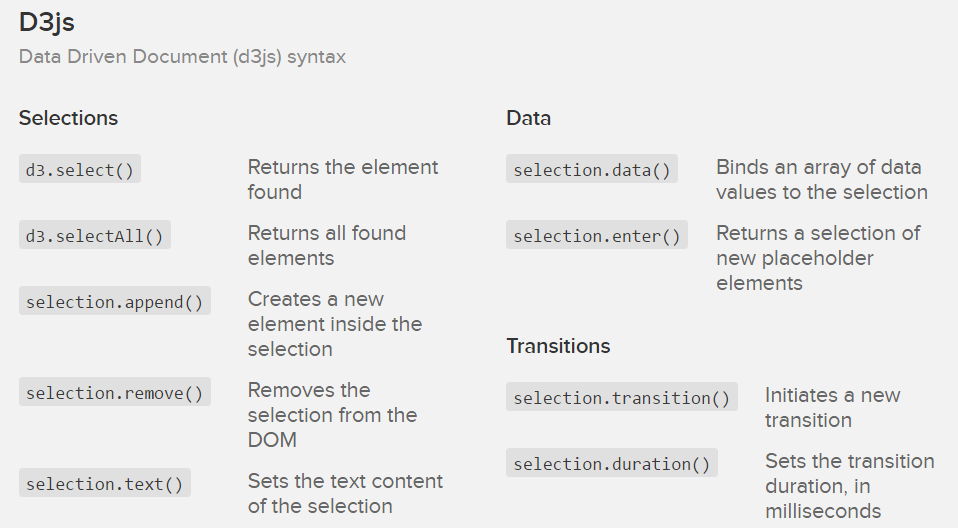 D3js
Data Driven Document (d3js) syntax
Selections
d3.select()
Returns the element
found
d3.selectAll()
Returns all found
elements
selection.append()
Creates a new
element inside the
selection
selection.remove()
Removes the
selection from the
DOM
selection.text()
Sets the text content
of the selection
Data
selection.data()
Binds an array of data
values to the selection
selection.enter()
Returns a selection of
new placeholder
elements
Transitions
selection.transition()
Initiates a new
transition
selection.duration()
Sets the transition
duration, in
milliseconds